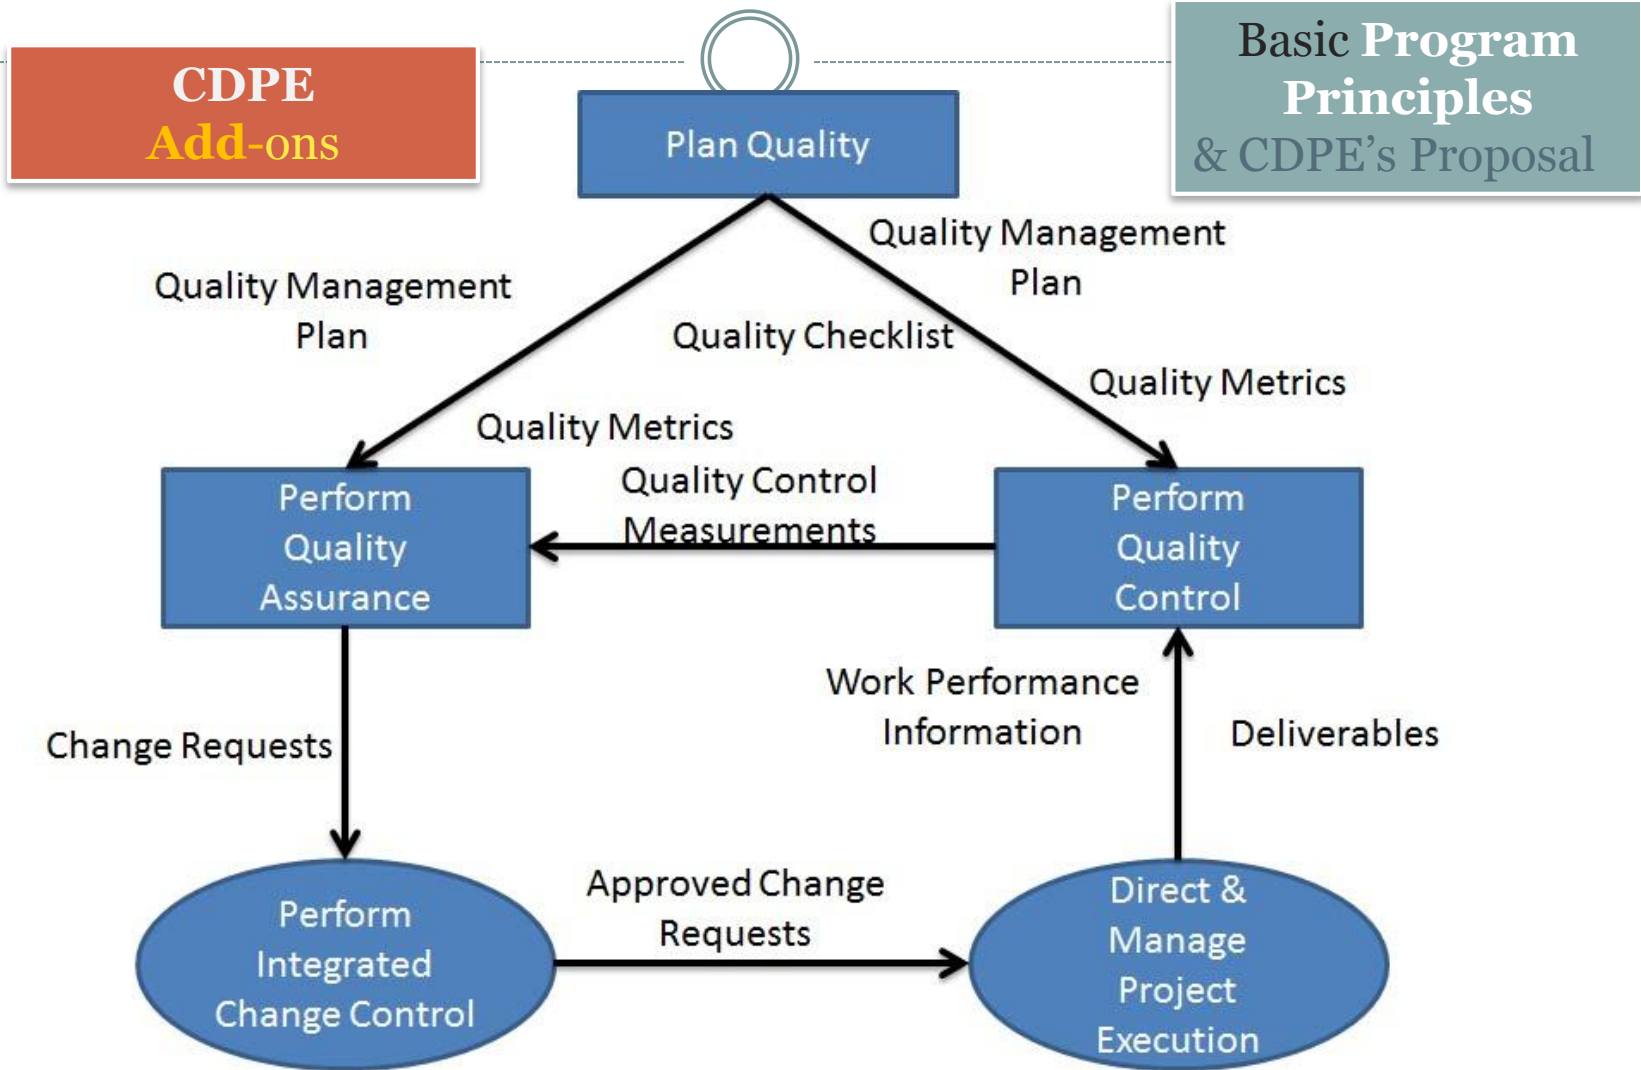 CDPE
Add-ons
Basic Program
Principles
& CDPE’s Proposal
Plan Quality
Quality Management
Plan
Quality Management
Plan
Quality Checklist
Quality Metrics
Quality Metrics
Perform
Quality
Assurance
Quality Control
Measurements
Perform
Quality
Control
Change Requests
Work Performance
Information
Deliverables
Perform
Integrated
Change Control
Approved Change
Requests
Direct &
Manage
Project
Execution